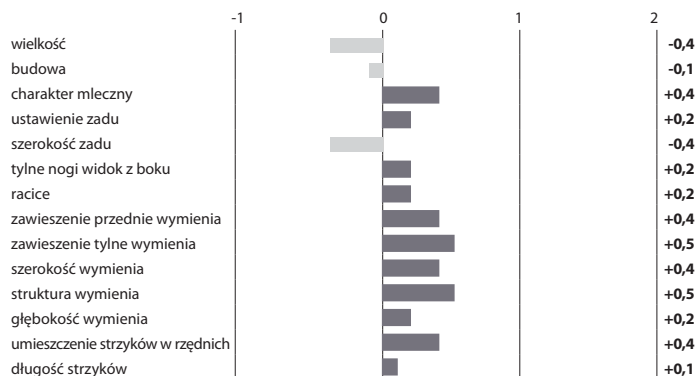 -1 0 1 2
wielkość -0,4
budowa -0,1
charakter mleczny +0,4
ustawienie zadu +0,2
szerokość zadu -0,4
tylne nogi widok z boku +0,2
racice +0,2
zawieszenie przednie wymienia +0,4
zawieszenie tylne wymienia +0,5
szerokość wymienia +0,4
struktura wymienia +0,5
głębokość wymienia +0,2
umieszczenie strzyków w rzędnich +0,4
długość strzyków +0,1